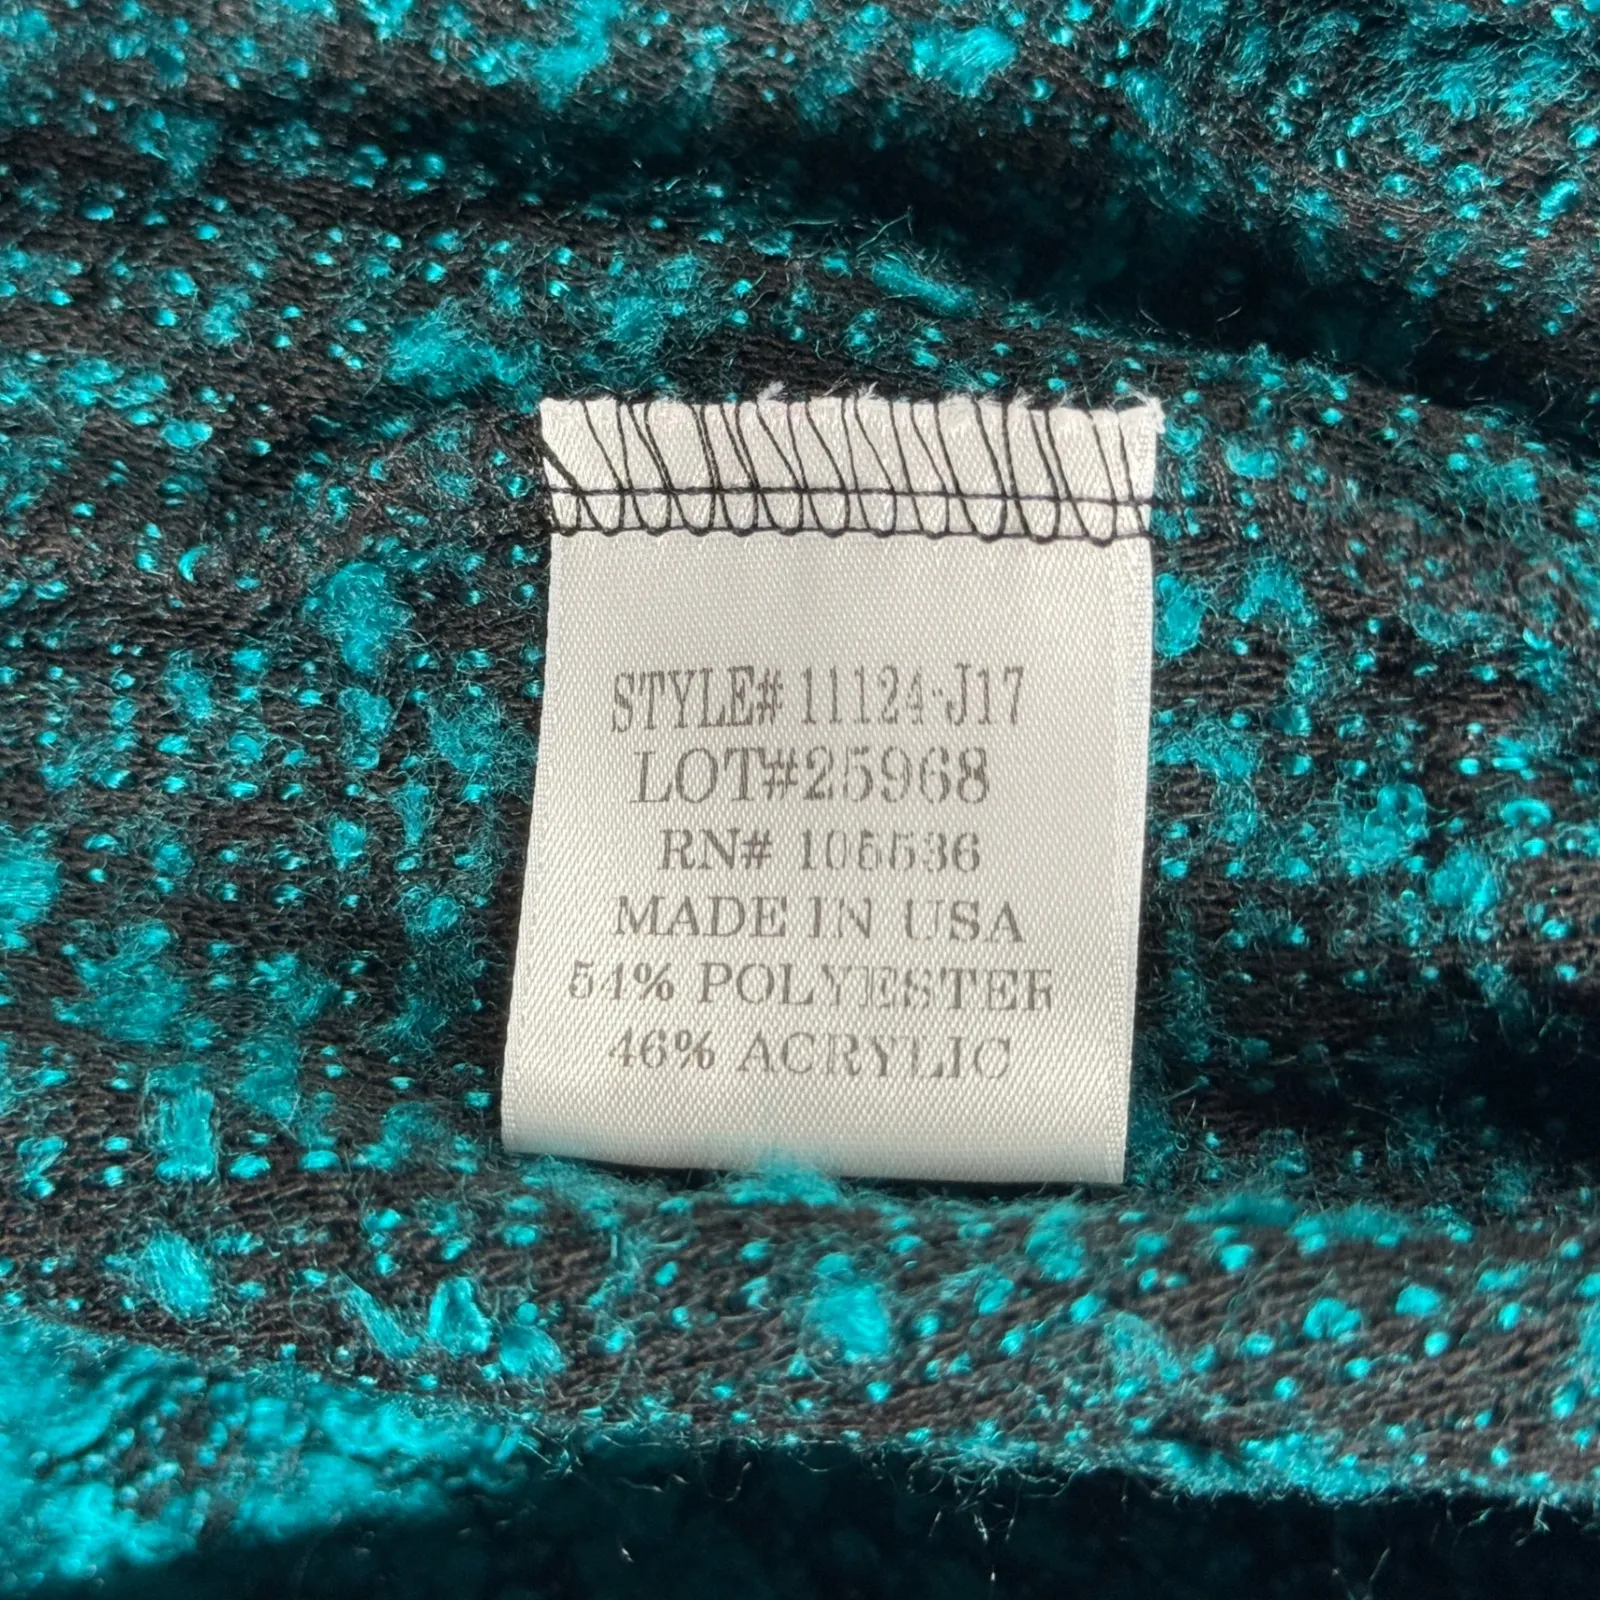 STYLE# 11124-J17
LOT#25968
RN# 105536
MADE IN USA
54% POLYESTER
46% ACRYLIC